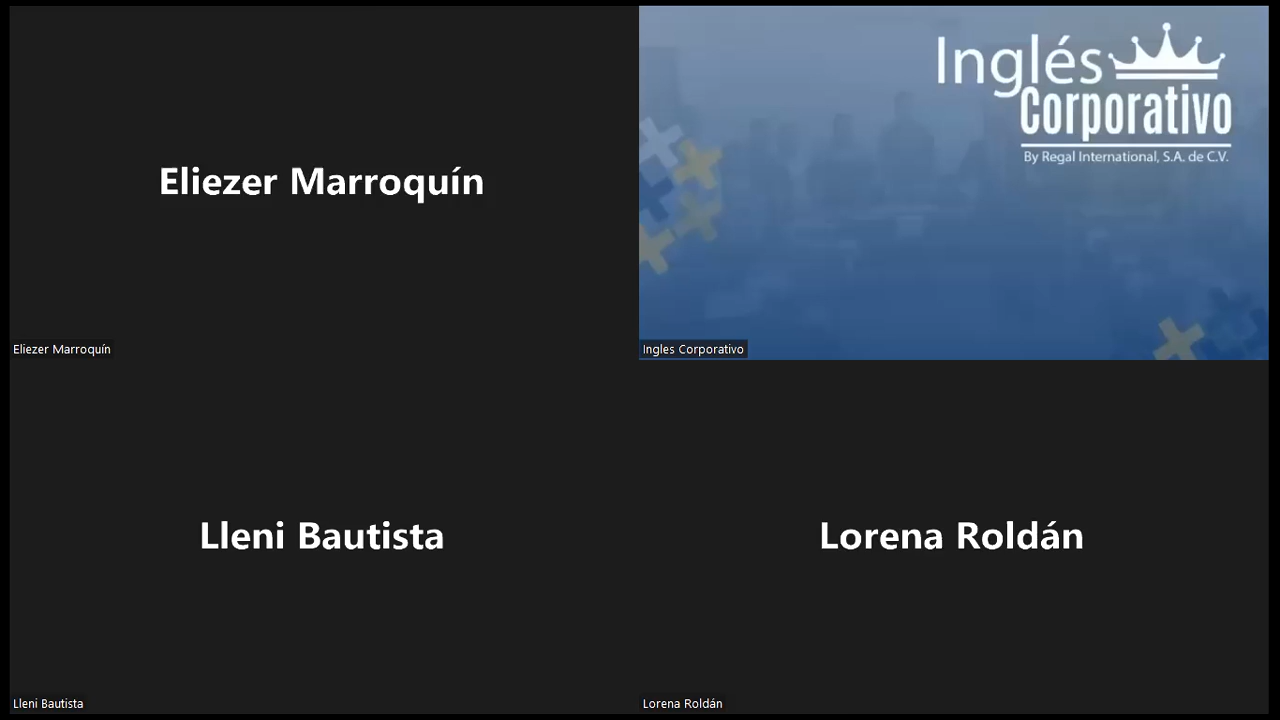 Eliezer Marroquín
Eliezer Marroquín
Inglés
Corporativo
By Regal International, S.A. de C.V.
Ingles Corporativo
Lleni Bautista
Lleni Bautista
Lorena Roldán
Lorena Roldán